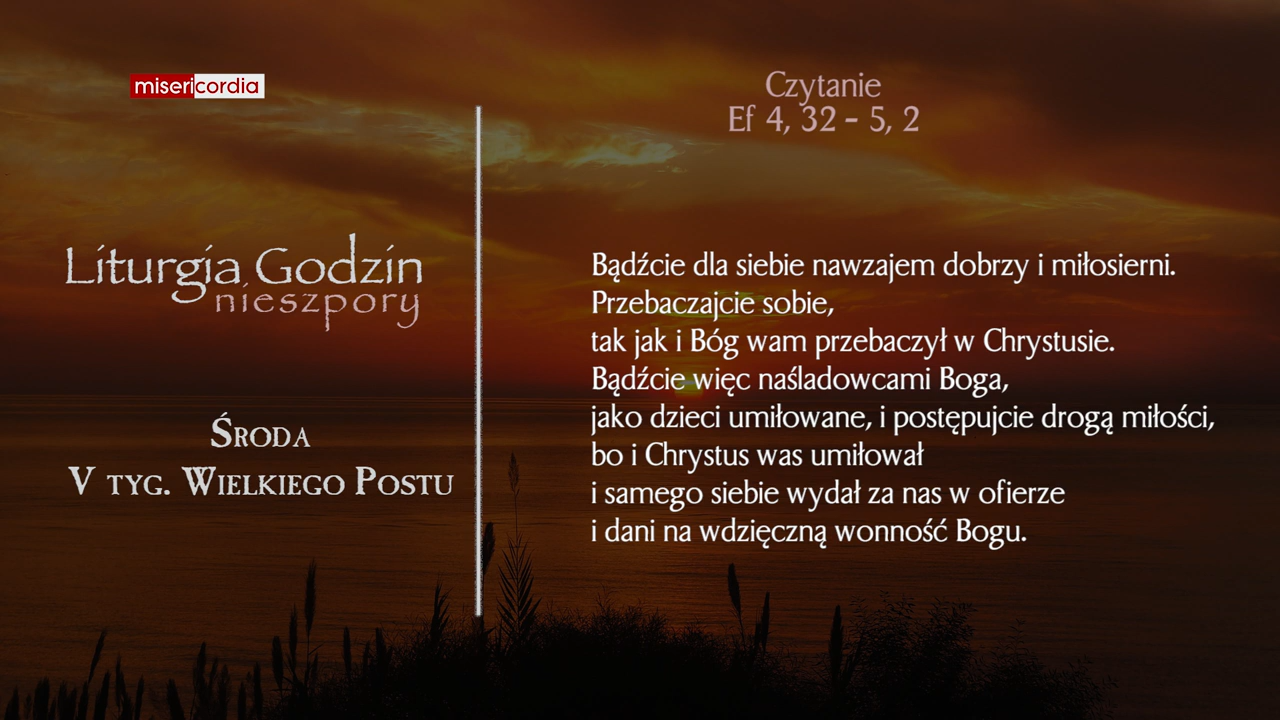 misericordia
Liturgia Godzin
nieszpory
Środa
V tyg. Wielkiego Postu
Czytanie
Ef 4, 32 - 5, 2
Bądźcie dla siebie nawzajem dobrzy i miłosierni.
Przebaczajcie sobie,
tak jak i Bóg wam przebaczył w Chrystusie.
Bądźcie więc naśladowcami Boga,
jako dzieci umiłowane, i postępujcie drogą miłości,
bo i Chrystus was umiłował
i samego siebie wydał za nas w ofierze
i dani na wdzięczną wonność Bogu.